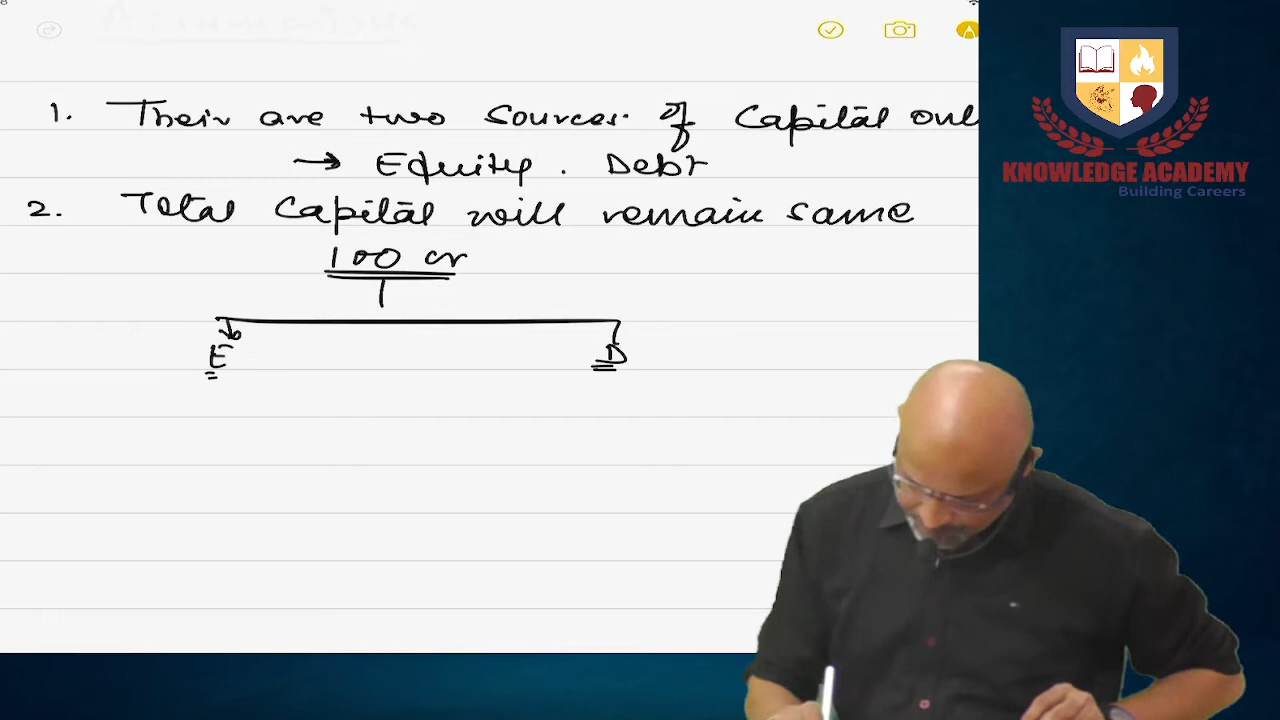 1. Their are two sources of Capital
→ Equity. Debt
2. Total Capital will remain same
100 cr
E D
KNOWLEDGE ACADEMY
Building Careers